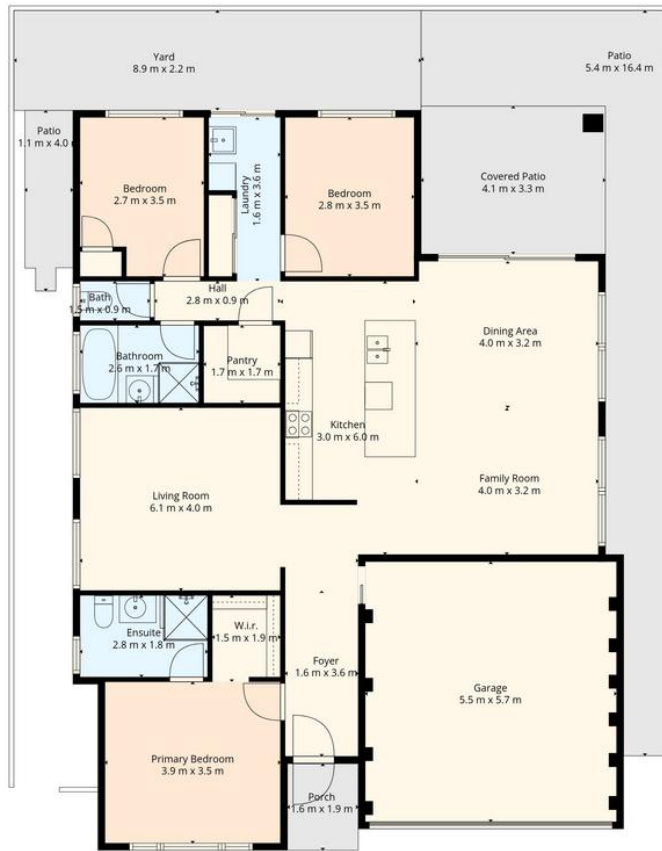 Yard
8.9 m x 2.2 m
Patio
5.4 m x 16.4 m
Patio
1.1 m x 4.0
Bedroom
2.7 m x 3.5 m
Laundry
1.6 m x 3.6 m
Bedroom
2.8 m x 3.5 m
Covered Patio
4.1 m x 3.3 m
Bath
1.5 m x 0.9 m
Hall
2.8 m x 0.9 m
Bathroom
2.6 m x 1.7 m
Pantry
1.7 m x 1.7 m
Dining Area
4.0 m x 3.2 m
Kitchen
3.0 m x 6.0 m
Living Room
6.1 m x 4.0 m
Family Room
4.0 m x 3.2 m
Ensuite
2.8 m x 1.8 m
W.i.r.
1.5 m x 1.9 m
Foyer
1.6 m x 3.6 m
Garage
5.5 m x 5.7 m
Primary Bedroom
3.9 m x 3.5 m
Porch
1.6 m x 1.9 m